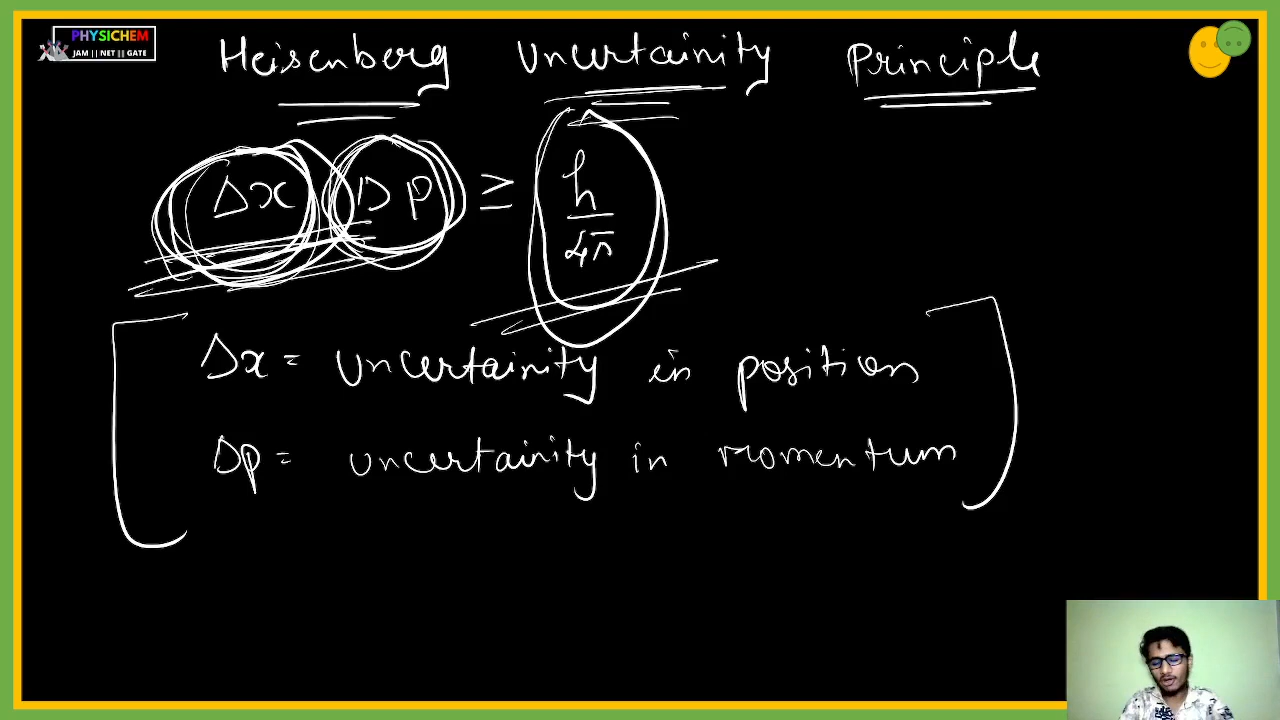 PHYSICHEM
JAM || NET || GATE
Heisenberg Uncertainity Principle
Δx Δp ≥ h/4π
Δx = uncertainity in position
Δp = uncertainity in momentum